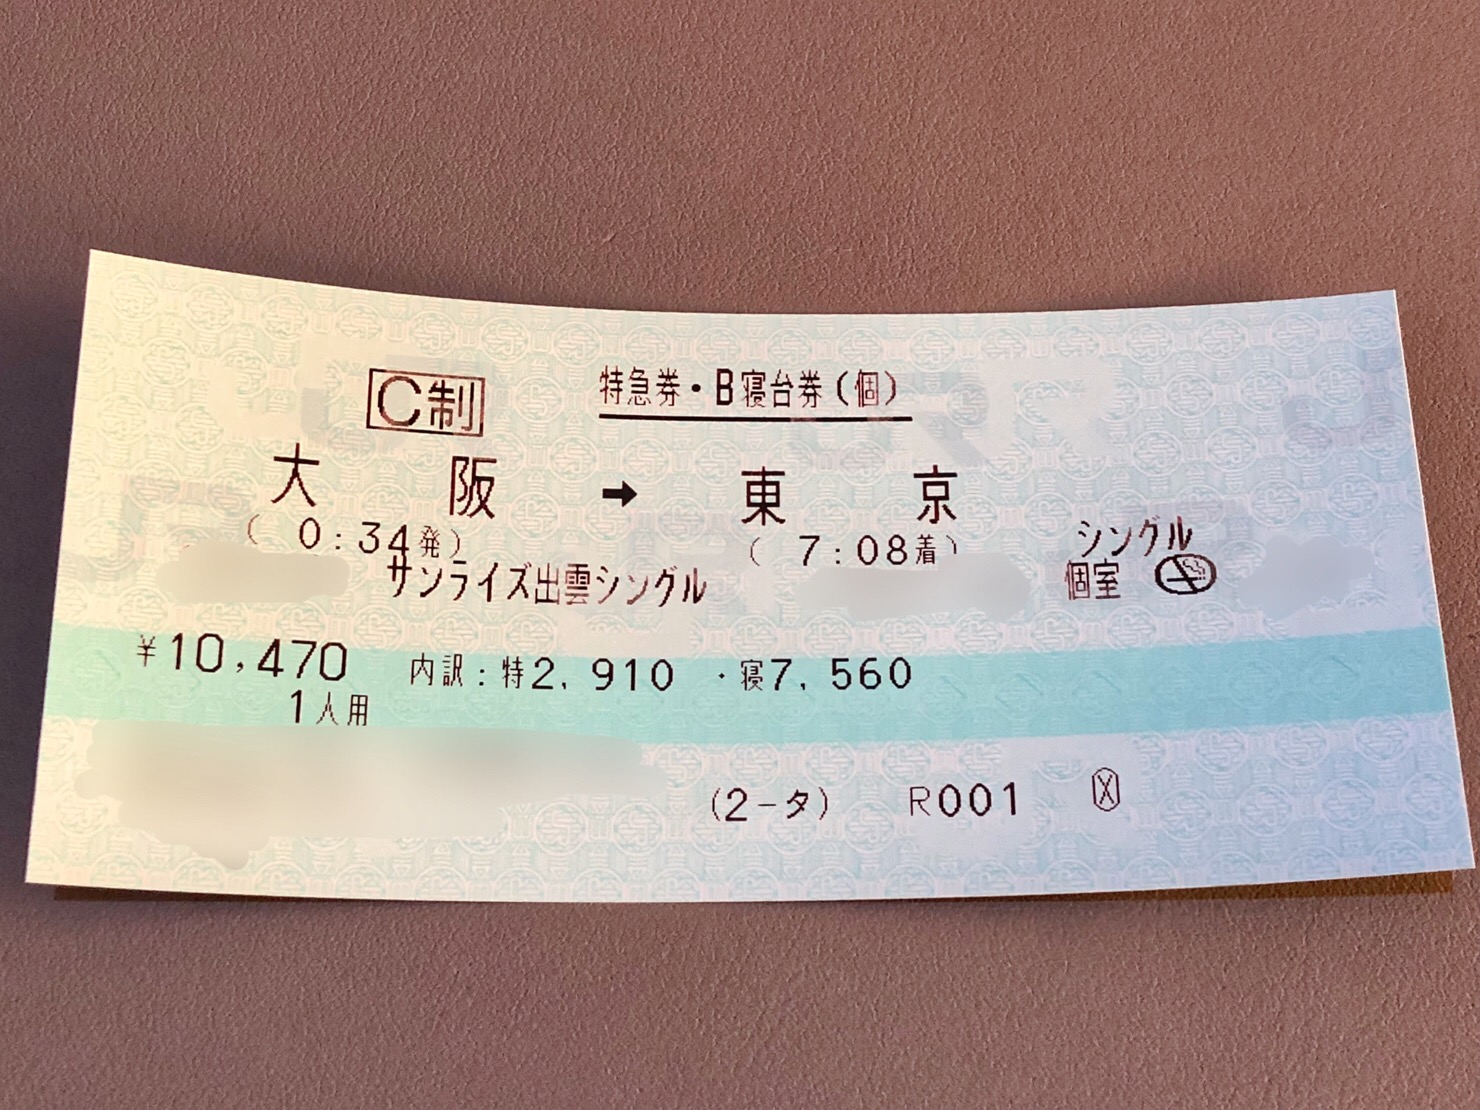 C制 特急券・B寝台券(個)
大阪 ➡ 東京
( 0:34発) ( 7:08着) シングル
サンライズ出雲シングル 個室
¥10,470 内訳:特2,910 ・寝7,560
1人用
(2-タ) R001